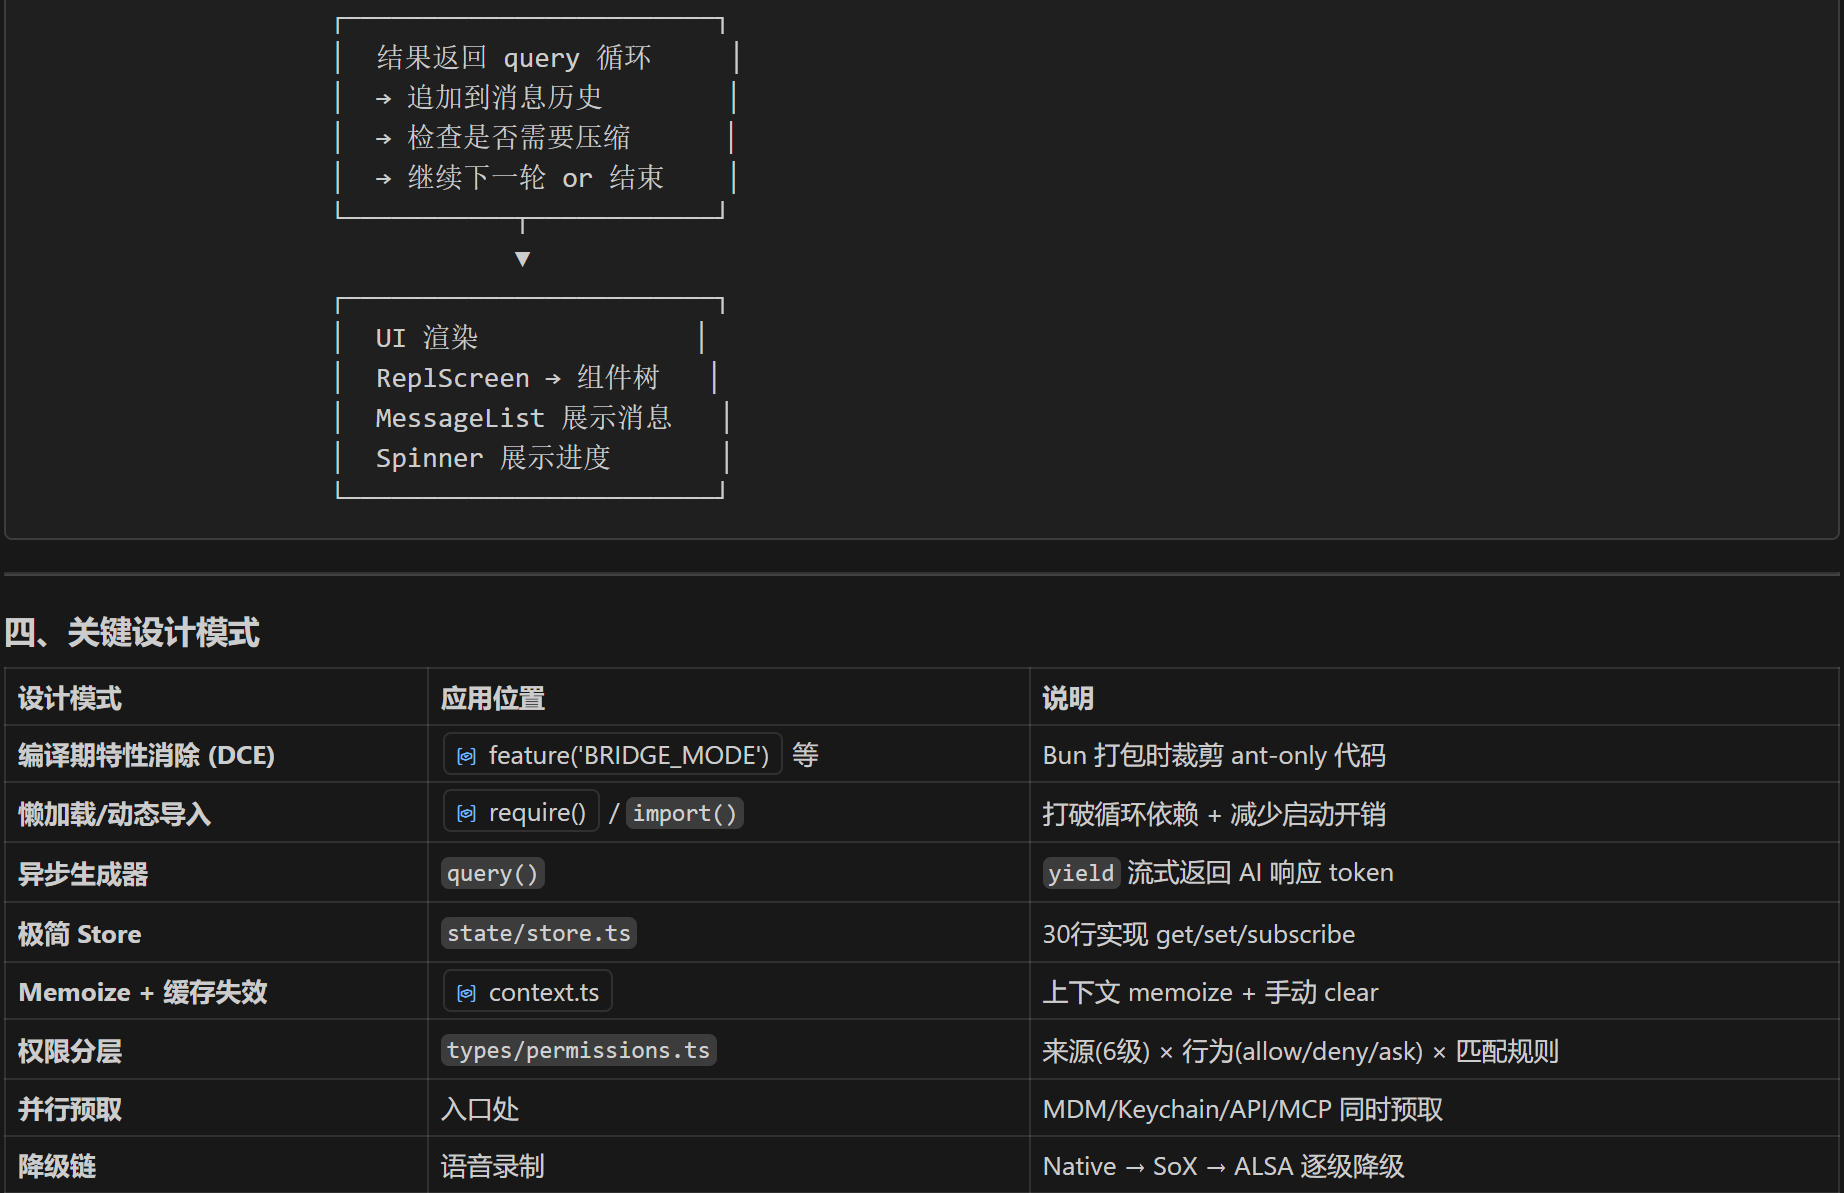 结果返回 query 循环
→ 追加到消息历史
→ 检查是否需要压缩
→ 继续下一轮 or 结束
▼
UI 渲染
ReplScreen → 组件树
MessageList 展示消息
Spinner 展示进度
四、关键设计模式
设计模式 应用位置 说明
编译期特性消除 (DCE) feature('BRIDGE_MODE') 等 Bun 打包时裁剪 ant-only 代码
懒加载/动态导入 require() / import() 打破循环依赖 + 减少启动开销
异步生成器 query() yield 流式返回 AI 响应 token
极简 Store state/store.ts 30行实现 get/set/subscribe
Memoize + 缓存失效 context.ts 上下文 memoize + 手动 clear
权限分层 types/permissions.ts 来源(6级) × 行为(allow/deny/ask) × 匹配规则
并行预取 入口处 MDM/Keychain/API/MCP 同时预取
降级链 语音录制 Native → SoX → ALSA 逐级降级